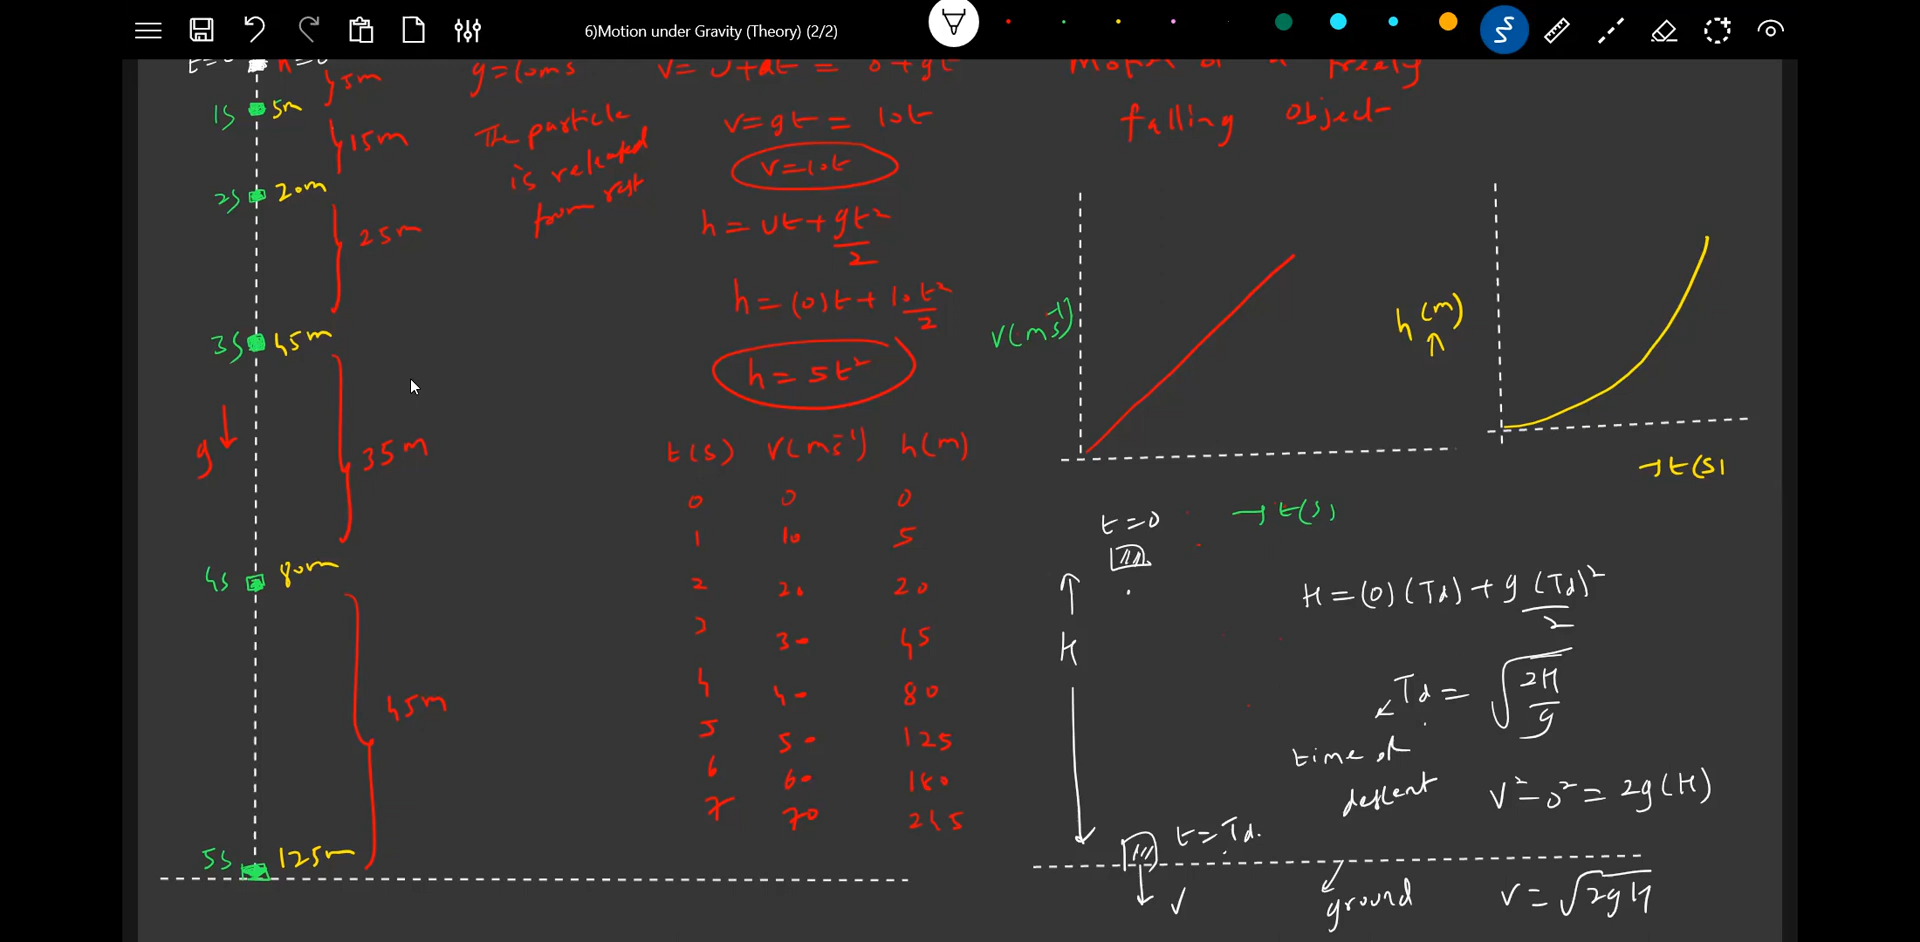 6)Motion under Gravity (Theory) (2/2)
t=0 h=0
5m
1s 5m
15m
2s 20m
25m
3s 45m
g
35m
4s 80m
45m
5s 125m
g=10ms
The particle
is released
from rest
v= u+at = 0+gt
v=gt = 10t
v=10t
h = ut + gt²/2
h = (0)t + 10t²/2
h = 5t²
t(s) v(ms⁻¹) h(m)
0 0 0
1 10 5
2 20 20
3 30 45
4 40 80
5 50 125
6 60 180
7 70 245
Motion of a freely
falling object
v(ms⁻¹)
→t(s)
h(m)
→t(s)
t=0
H
t=Td
v
ground
H = (0)(Td) + g(Td)²/2
Td = √(2H/g)
time of
descent
v²-0² = 2g(H)
v = √2gH